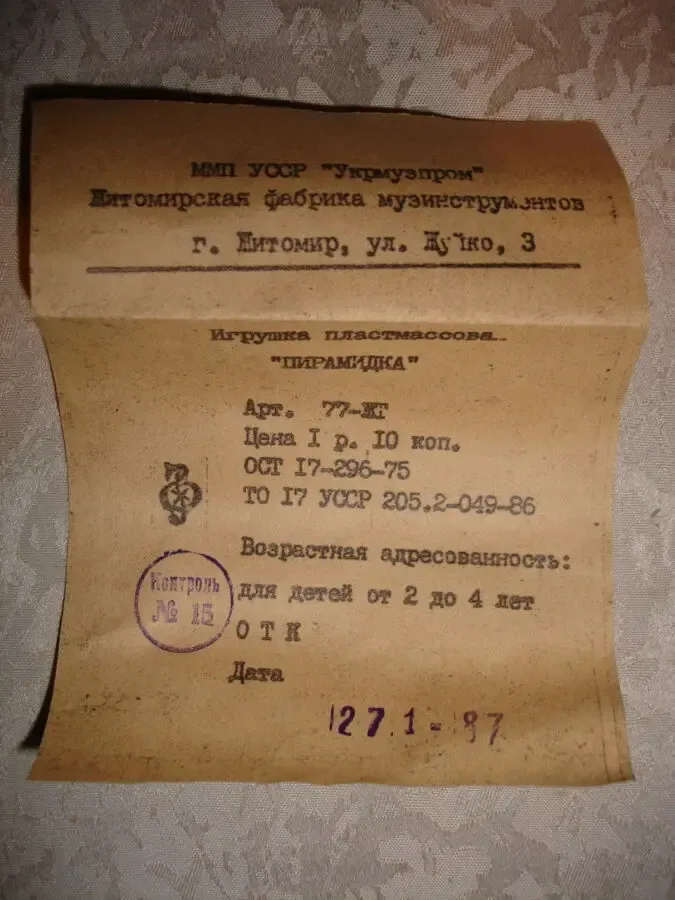 ММП УССР "Укрмузпром"
Житомирская фабрика музинструментов
г. Житомир, ул. 3
Игрушка пластмассова
"ПИРАМИДКА"
Арт. 77-ЖГ
Цена 1 р. 10 коп.
ОСТ 17-296-75
ТО 17 УССР 205.2-049-86
Возрастная адресованность:
для детей от 2 до 4 лет
Контроль
№ 15
О Т К
Дата
27.1-87